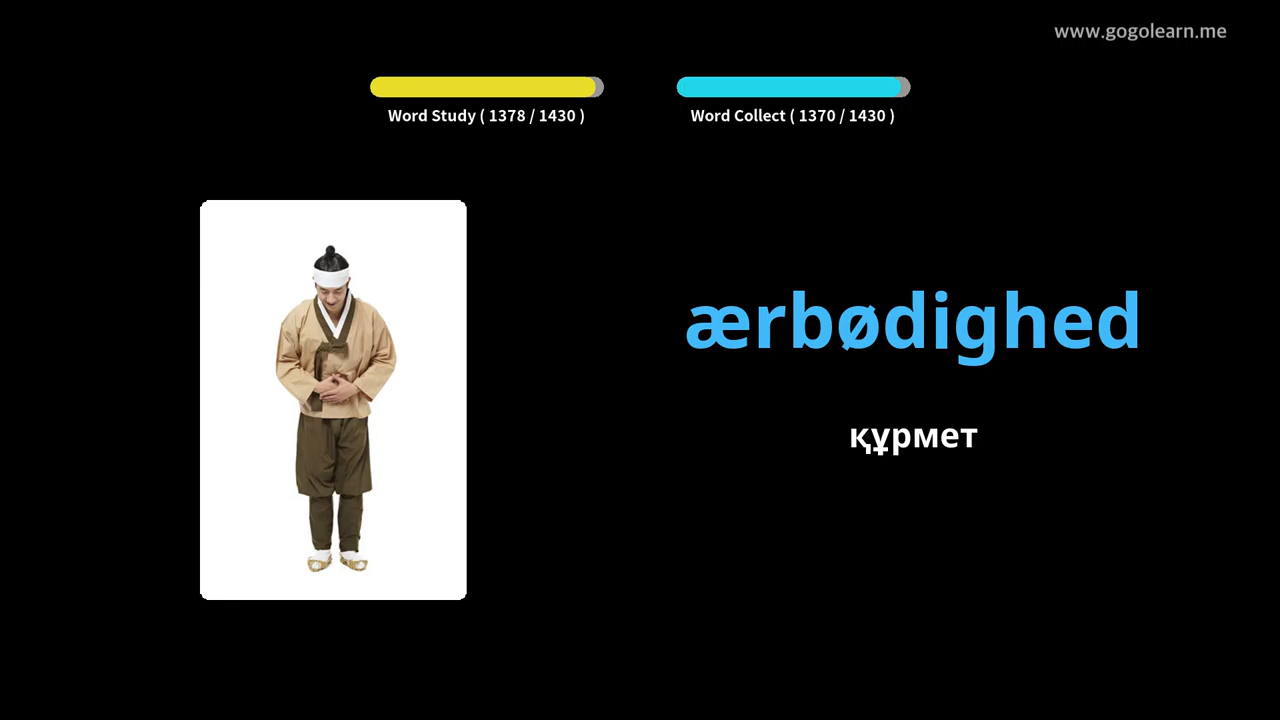 www.gogolearn.me
Word Study ( 1378 / 1430 )
Word Collect ( 1370 / 1430 )
ærbødighed
құрмет